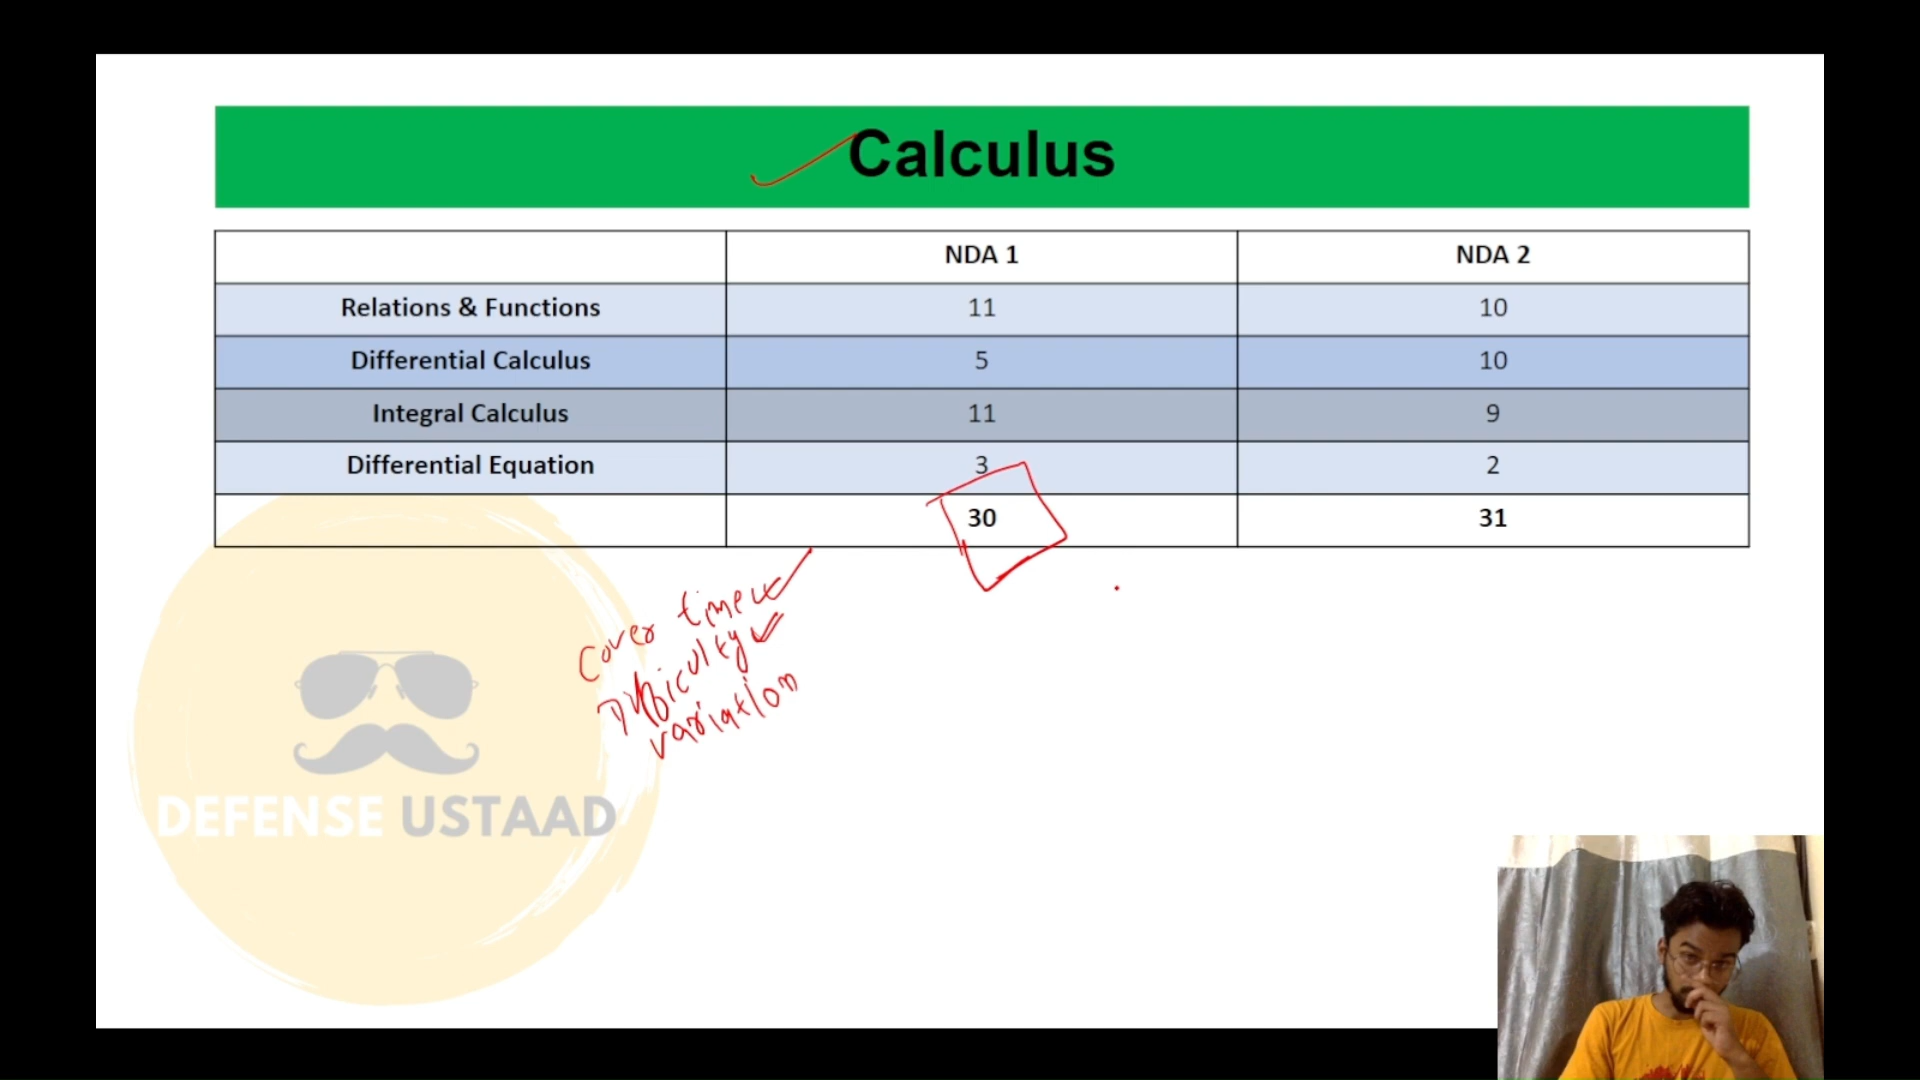 Calculus
NDA 1 NDA 2
Relations & Functions 11 10
Differential Calculus 5 10
Integral Calculus 11 9
Differential Equation 3 2
30 31
Cover time
Difficulty
variation
DEFENSE USTAAD